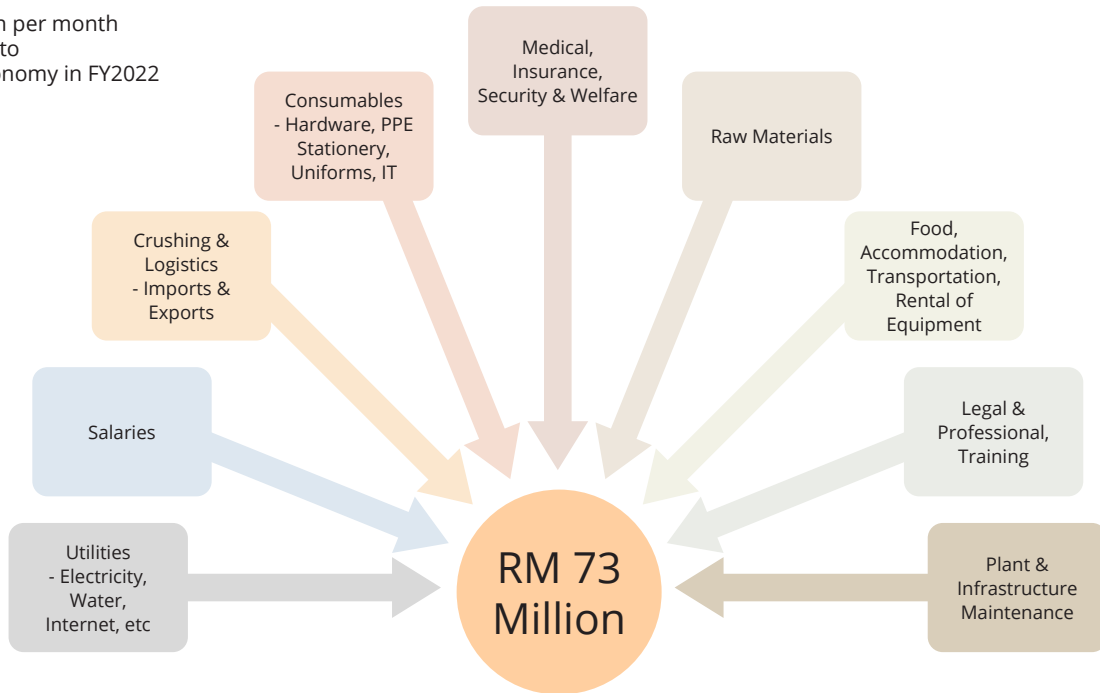 per month
to
in FY2022
Medical,
Insurance,
Security & Welfare
Consumables
- Hardware, PPE
Stationery,
Uniforms, IT
Raw Materials
Crushing &
Logistics
- Imports &
Exports
Food,
Accommodation,
Transportation,
Rental of
Equipment
Salaries
Legal &
Professional,
Training
Utilities
- Electricity,
Water,
Internet, etc
Plant &
Infrastructure
Maintenance
RM 73
Million